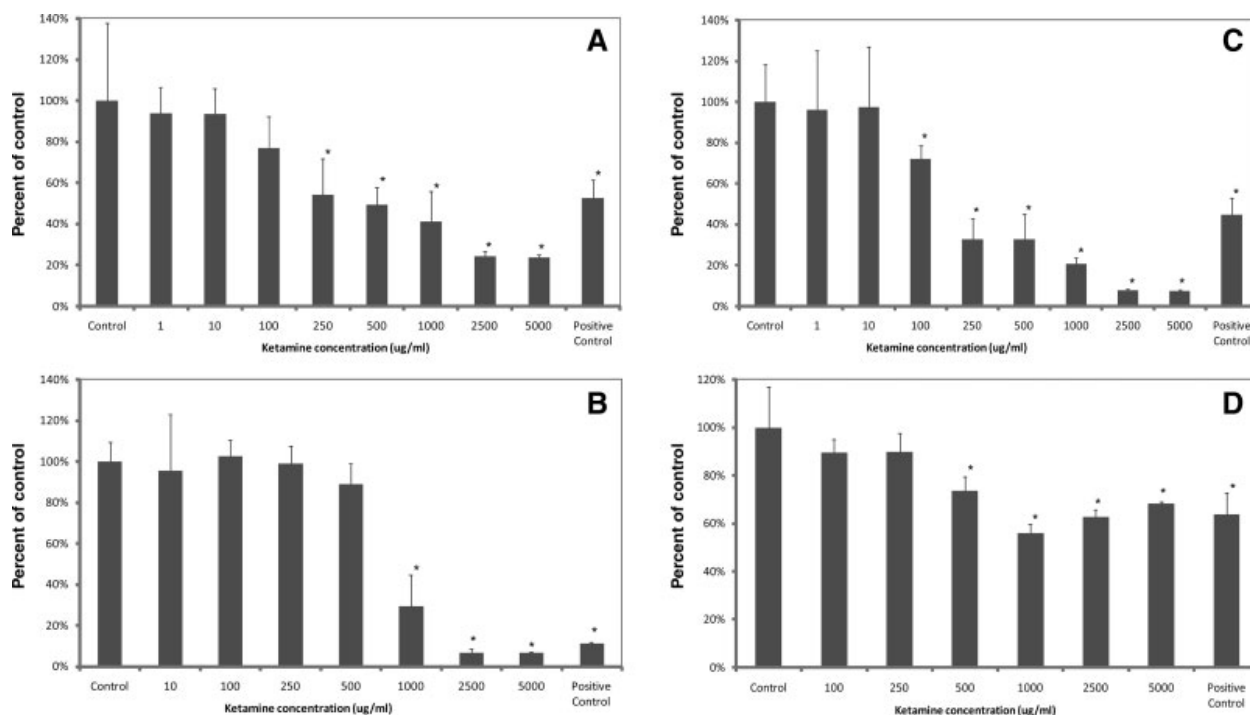 A
Percent of control
140%
120%
100%
80%
60%
40%
20%
0%
* * * * * *
Control 1 10 100 250 500 1000 2500 5000 Positive Control
Ketamine concentration (ug/ml)
C
Percent of control
140%
120%
100%
80%
60%
40%
20%
0%
* * * * * * *
Control 1 10 100 250 500 1000 2500 5000 Positive Control
Ketamine concentration (ug/ml)
B
Percent of control
140%
120%
100%
80%
60%
40%
20%
0%
* * * *
Control 10 100 250 500 1000 2500 5000 Positive Control
Ketamine concentration (ug/ml)
D
Percent of control
120%
100%
80%
60%
40%
20%
0%
* * * * *
Control 100 250 500 1000 2500 5000 Positive Control
Ketamine concentration (ug/ml)